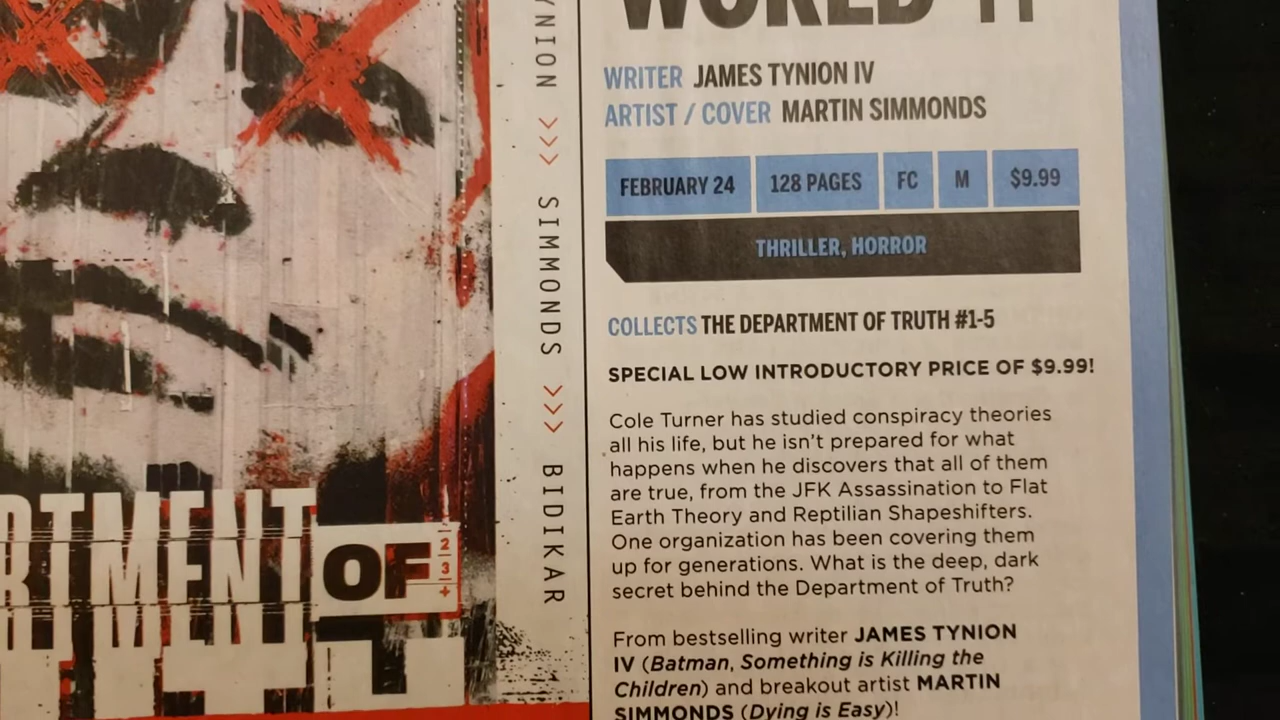 YNION >>> SIMMONDS >>> BIDIKAR
RTMENT
OF
2
3
+
WORLD
WRITER JAMES TYNION IV
ARTIST / COVER MARTIN SIMMONDS
FEBRUARY 24 128 PAGES FC M $9.99
THRILLER, HORROR
COLLECTS THE DEPARTMENT OF TRUTH #1-5
SPECIAL LOW INTRODUCTORY PRICE OF $9.99!
Cole Turner has studied conspiracy theories
all his life, but he isn't prepared for what
happens when he discovers that all of them
are true, from the JFK Assassination to Flat
Earth Theory and Reptilian Shapeshifters.
One organization has been covering them
up for generations. What is the deep, dark
secret behind the Department of Truth?
From bestselling writer JAMES TYNION
IV (Batman, Something is Killing the
Children) and breakout artist MARTIN
SIMMONDS (Dying is Easy)!